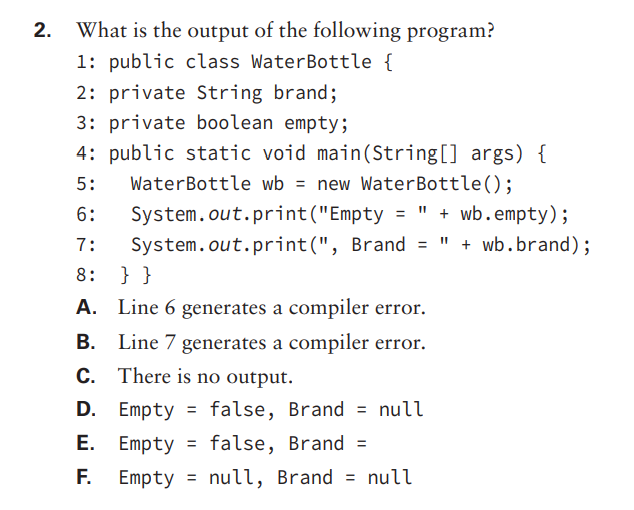 2. What is the output of the following program?
1: public class WaterBottle {
2: private String brand;
3: private boolean empty;
4: public static void main(String[] args) {
5:   WaterBottle wb = new WaterBottle();
6:   System.out.print("Empty = " + wb.empty);
7:   System.out.print(", Brand = " + wb.brand);
8:  } }
A. Line 6 generates a compiler error.
B. Line 7 generates a compiler error.
C. There is no output.
D. Empty = false, Brand = null
E. Empty = false, Brand =
F. Empty = null, Brand = null